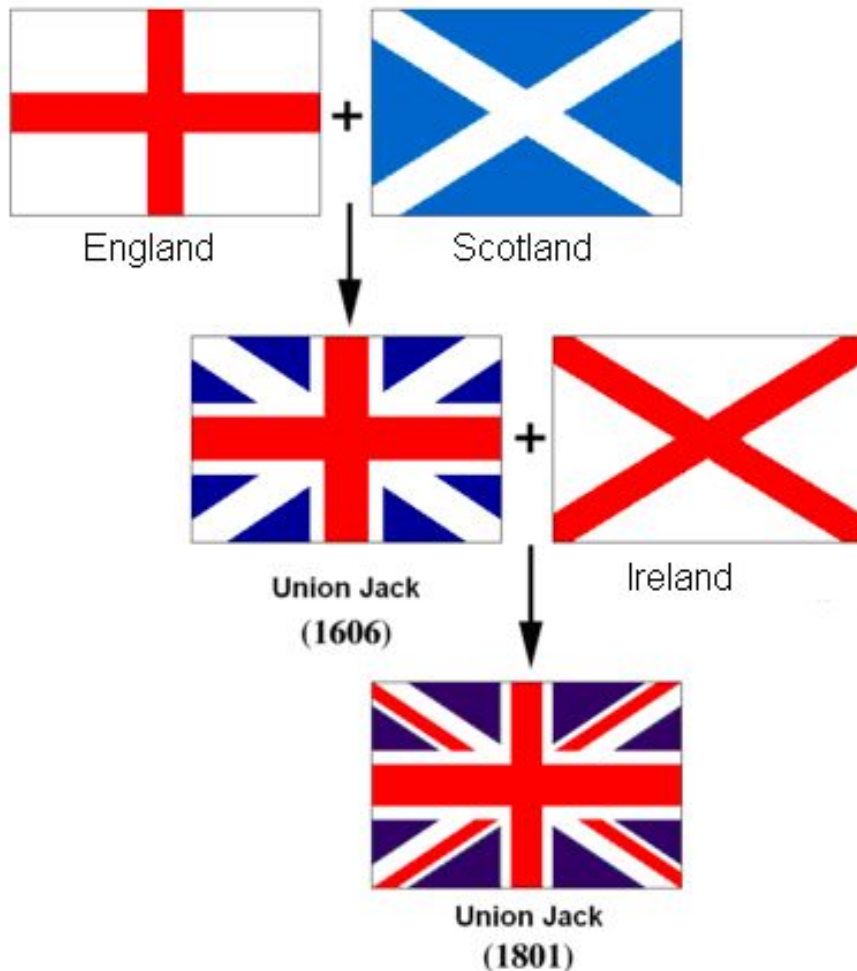 +
England
Scotland
+
Ireland
Union Jack
(1606)
Union Jack
(1801)